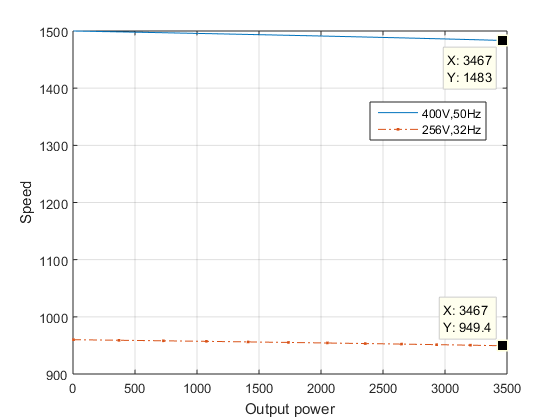 1500
1400
1300
1200
1100
1000
900
Speed
X: 3467
Y: 1483
400V,50Hz
256V,32Hz
X: 3467
Y: 949.4
0
500
1000
1500
2000
2500
3000
3500
Output power